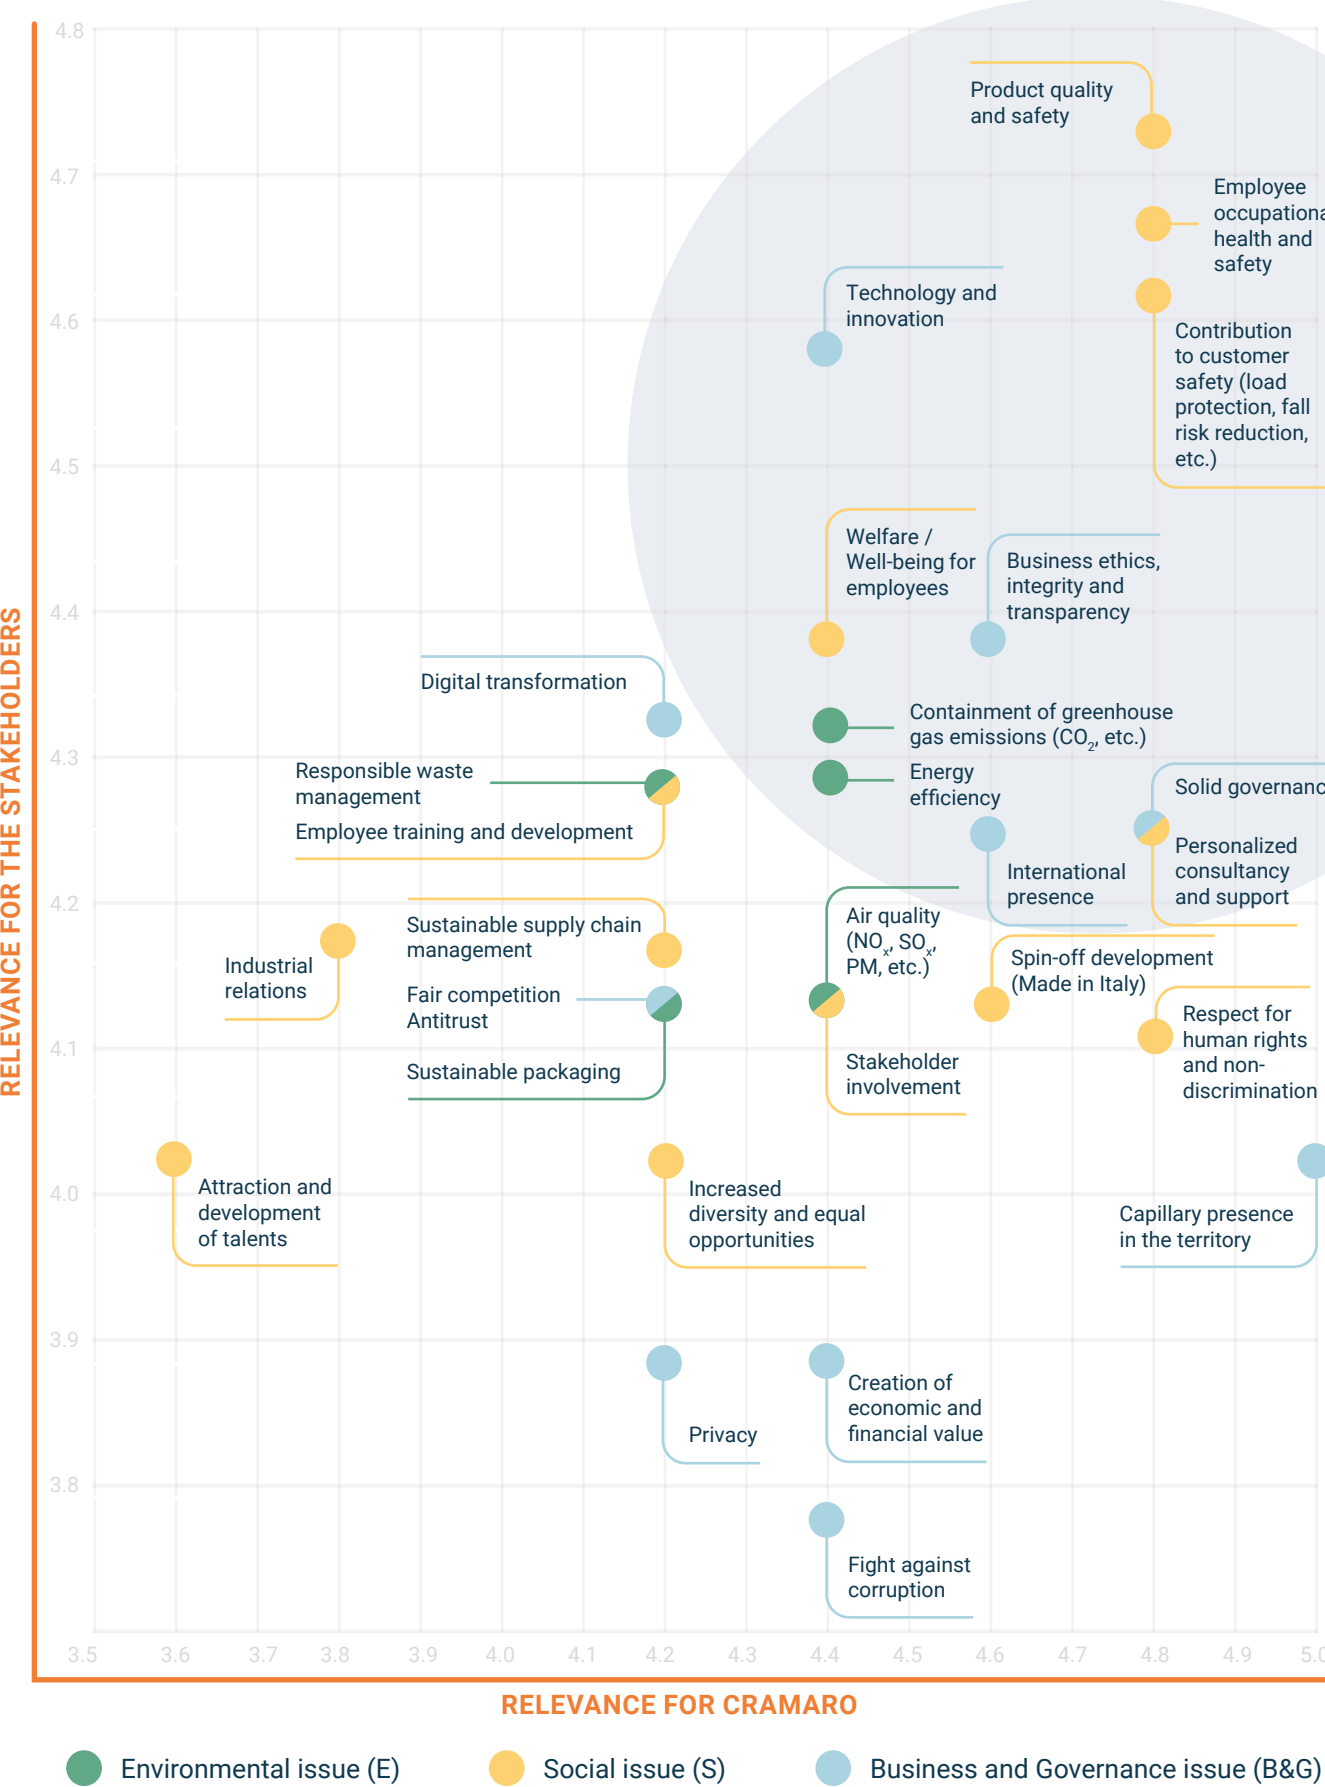 4.8
4.7
4.6
4.5
4.4
4.3
4.2
4.1
4.0
3.9
3.8
RELEVANCE FOR THE STAKEHOLDERS
Product quality
and safety
Employee
occupationa
health and
safety
Technology and
innovation
Contribution
to customer
safety (load
protection, fall
risk reduction,
etc.)
Welfare /
Well-being for
employees
Business ethics,
integrity and
transparency
Digital transformation
Containment of greenhouse
gas emissions (CO₂, etc.)
Responsible waste
management
Energy
efficiency
Employee training and development
Solid governanc
International
presence
Personalized
consultancy
and support
Sustainable supply chain
management
Air quality
(NOₓ, SOₓ,
PM, etc.)
Industrial
relations
Spin-off development
(Made in Italy)
Fair competition
Antitrust
Respect for
human rights
and non-
discrimination
Sustainable packaging
Stakeholder
involvement
Attraction and
development
of talents
Increased
diversity and equal
opportunities
Capillary presence
in the territory
Privacy
Creation of
economic and
financial value
Fight against
corruption
3.5 3.6 3.7 3.8 3.9 4.0 4.1 4.2 4.3 4.4 4.5 4.6 4.7 4.8 4.9 5.0
RELEVANCE FOR CRAMARO
Environmental issue (E) Social issue (S) Business and Governance issue (B&G)